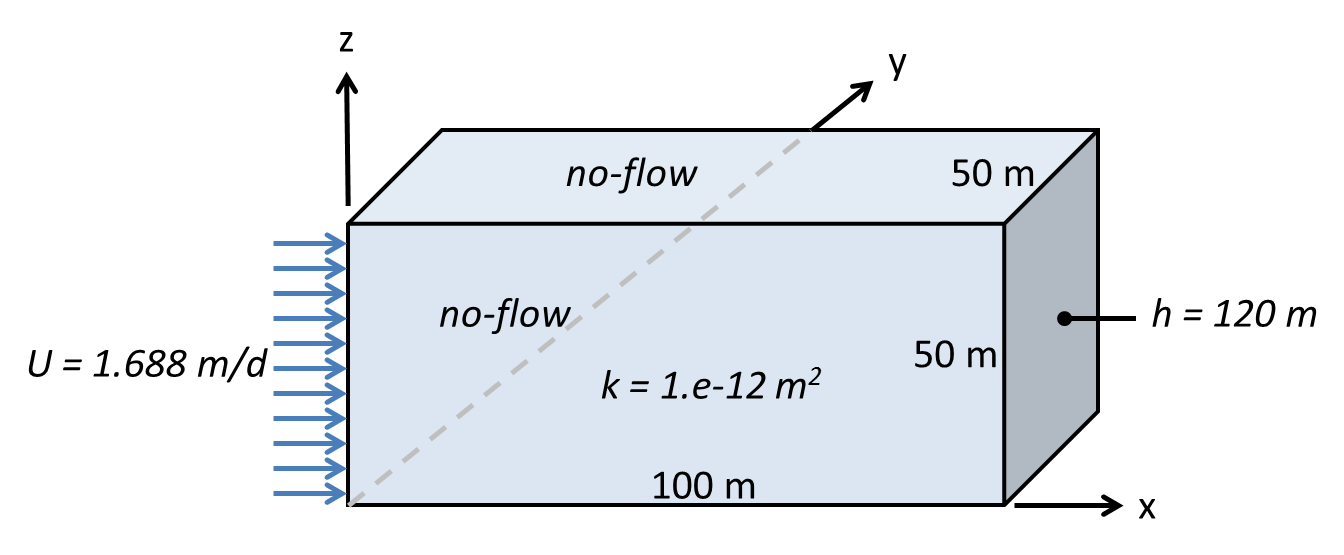 z
y
no-flow
50 m
no-flow
h = 120 m
U = 1.688 m/d
50 m
k = 1.e-12 m²
100 m
x